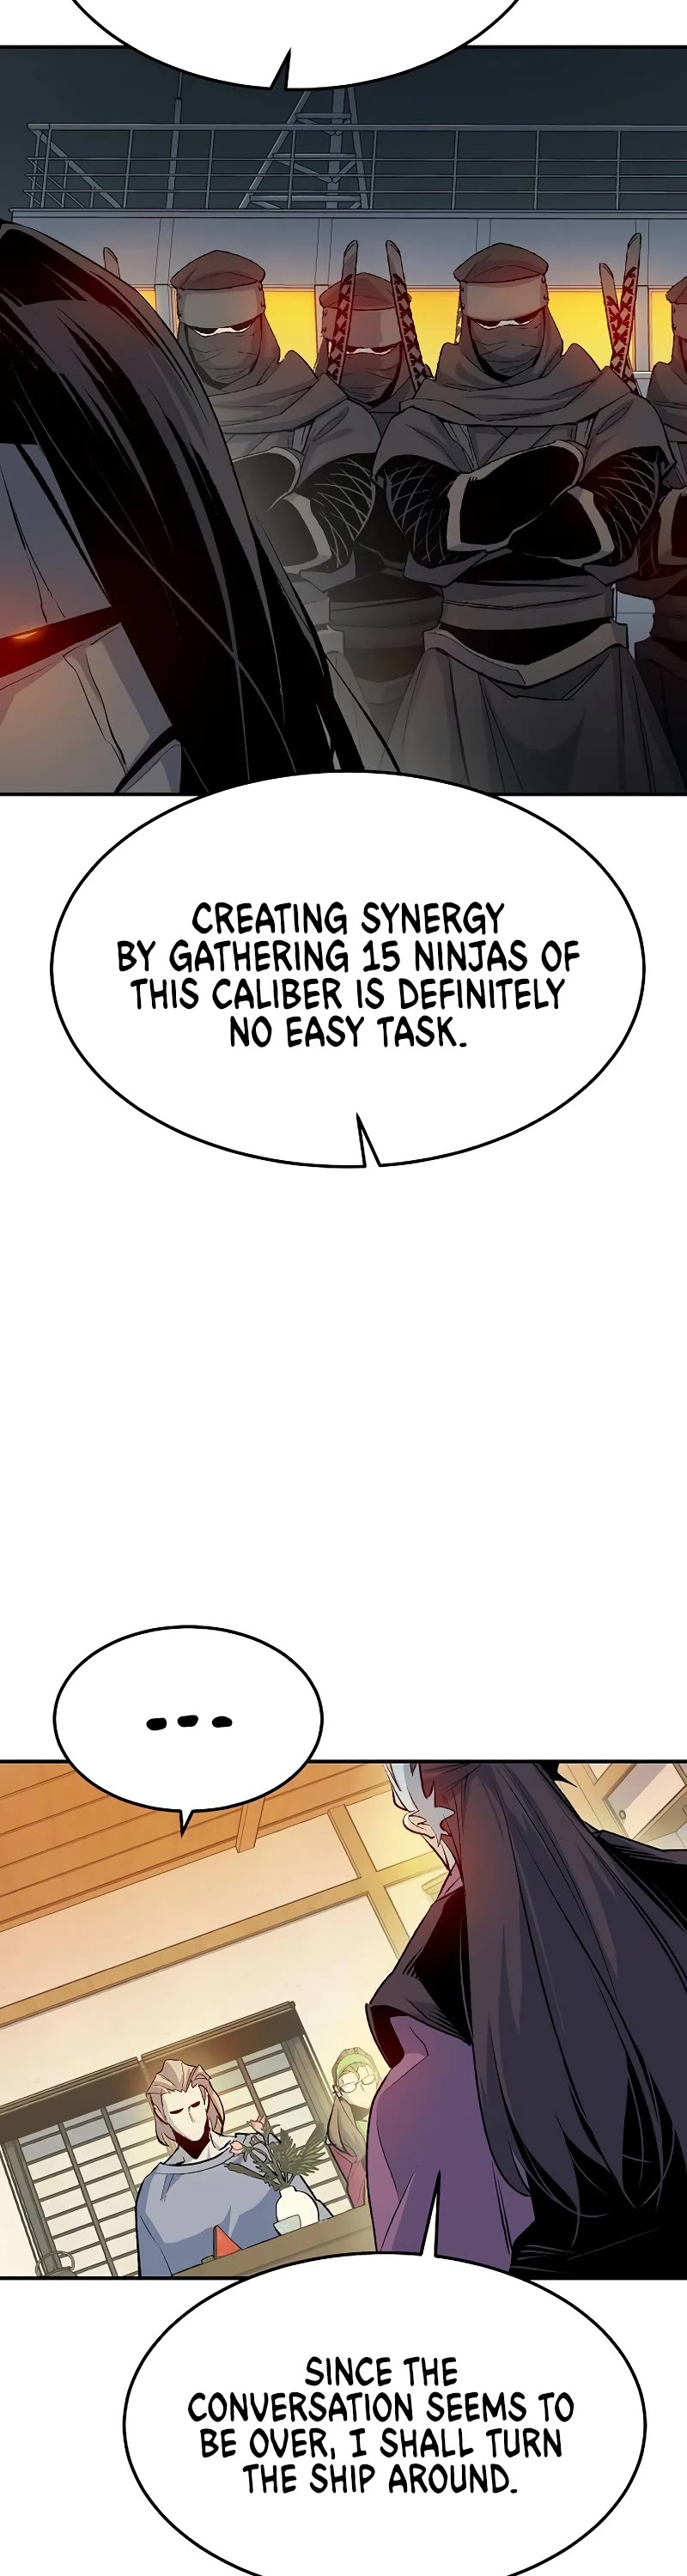 CREATING SYNERGY
BY GATHERING 15 NINJAS OF
THIS CALIBER IS DEFINITELY
NO EASY TASK.
...
SINCE THE
CONVERSATION SEEMS TO
BE OVER, I SHALL TURN
THE SHIP AROUND.